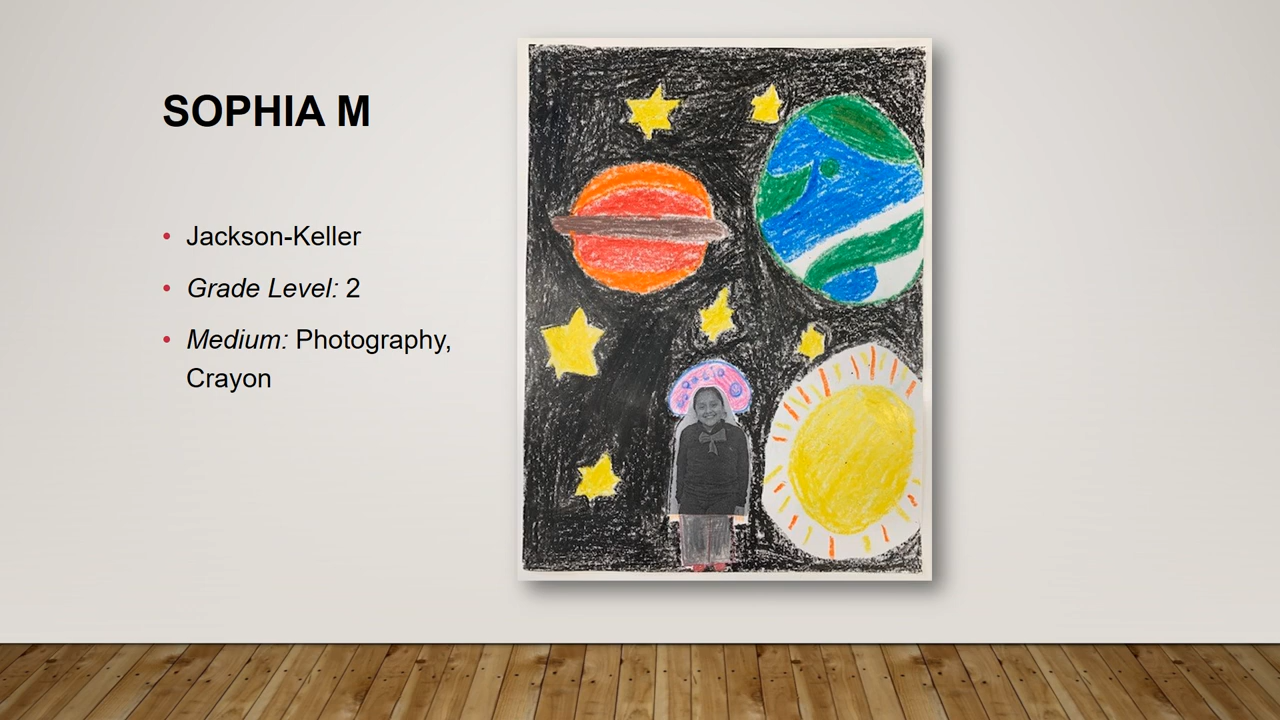 SOPHIA M
• Jackson-Keller
• Grade Level: 2
• Medium: Photography,
Crayon